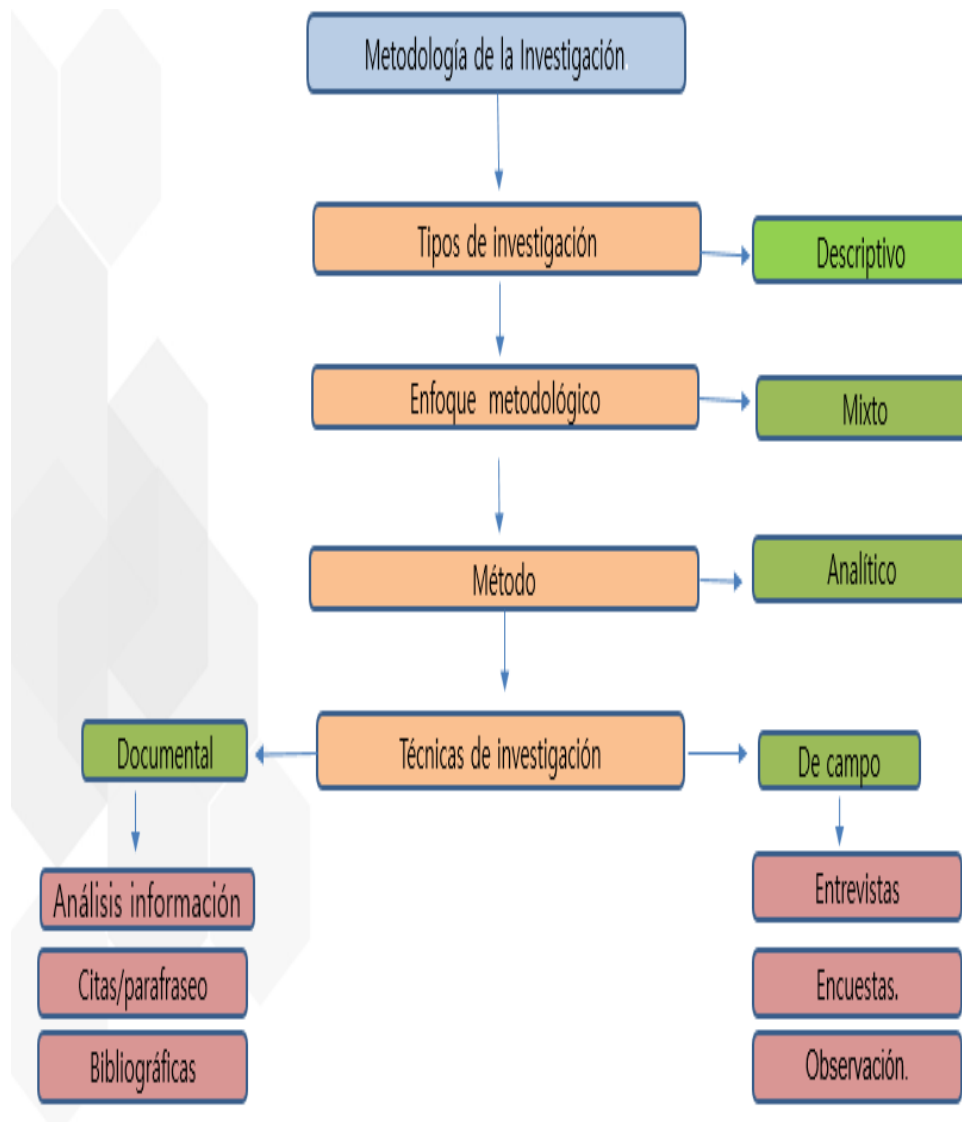 Metodología de la Investigación.
Tipos de investigación
Descriptivo
Enfoque metodológico
Mixto
Método
Analítico
Documental
Técnicas de investigación
De campo
Análisis información
Entrevistas
Citas/parafraseo
Encuestas.
Bibliográficas
Observación.